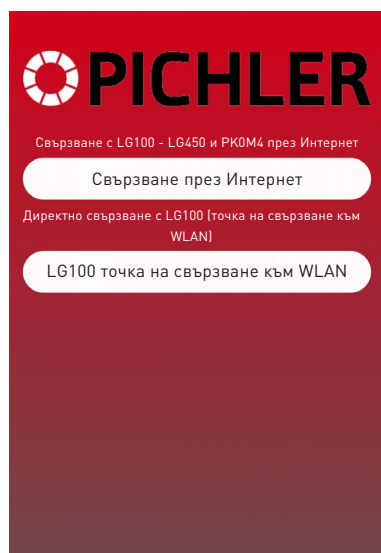 PICHLER
Свързване с LG100 - LG450 и PK0M4 през Интернет
Свързване през Интернет
Директно свързване с LG100 (точка на свързване към
WLAN)
LG100 точка на свързване към WLAN